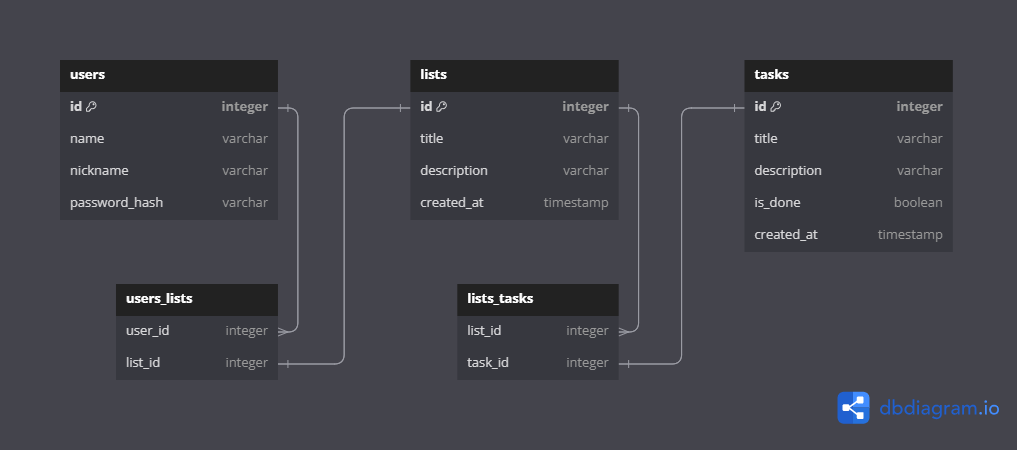 users
id integer
name varchar
nickname varchar
password_hash varchar
lists
id integer
title varchar
description varchar
created_at timestamp
tasks
id integer
title varchar
description varchar
is_done boolean
created_at timestamp
users_lists
user_id integer
list_id integer
lists_tasks
list_id integer
task_id integer
dbdiagram.io